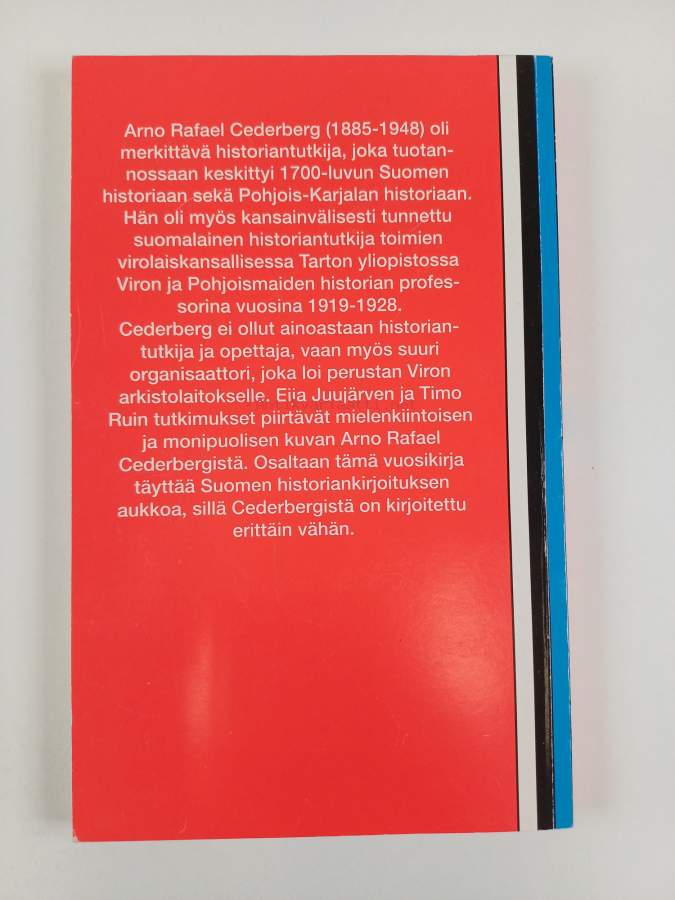 Arno Rafael Cederberg (1885-1948) oli
merkittävä historiantutkija, joka tuotan-
nossaan keskittyi 1700-luvun Suomen
historiaan sekä Pohjois-Karjalan historiaan.
Hän oli myös kansainvälisesti tunnettu
suomalainen historiantutkija toimien
virolaiskansallisessa Tarton yliopistossa
Viron ja Pohjoismaiden historian profes-
sorina vuosina 1919-1928.
Cederberg ei ollut ainoastaan historian-
tutkija ja opettaja, vaan myös suuri
organisaattori, joka loi perustan Viron
arkistolaitokselle. Eija Juujärven ja Timo
Ruin tutkimukset piirtävät mielenkiintoisen
ja monipuolisen kuvan Arno Rafael
Cederbergistä. Osaltaan tämä vuosikirja
täyttää Suomen historiankirjoituksen
aukkoa, sillä Cederbergistä on kirjoitettu
erittäin vähän.